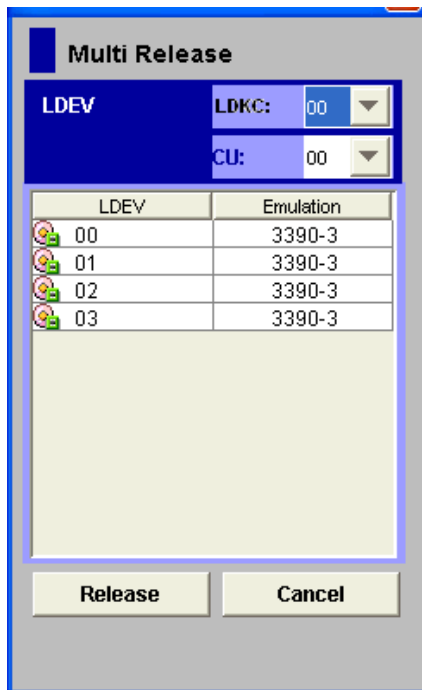 Multi Release
LDEV LDKC: 00
CU: 00
LDEV Emulation
00 3390-3
01 3390-3
02 3390-3
03 3390-3
Release Cancel